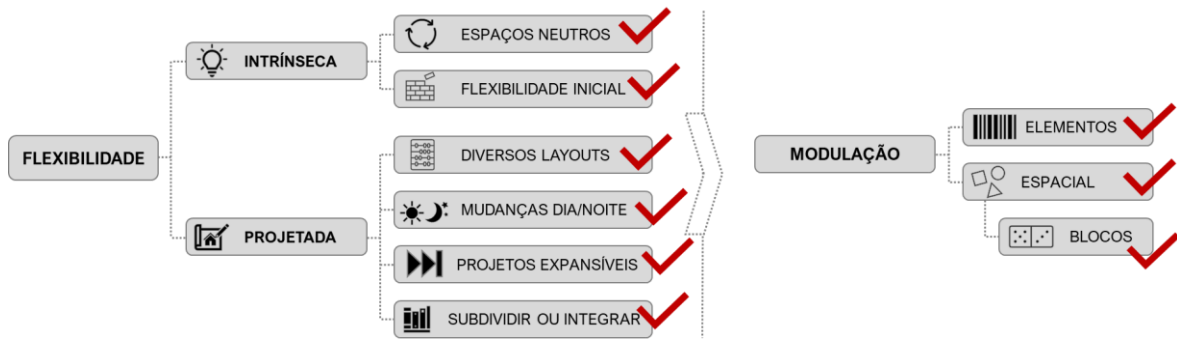 FLEXIBILIDADE
INTRÍNSECA
ESPAÇOS NEUTROS
FLEXIBILIDADE INICIAL
PROJETADA
DIVERSOS LAYOUTS
MUDANÇAS DIA/NOITE
PROJETOS EXPANSÍVEIS
SUBDIVIDIR OU INTEGRAR
MODULAÇÃO
ELEMENTOS
ESPACIAL
BLOCOS